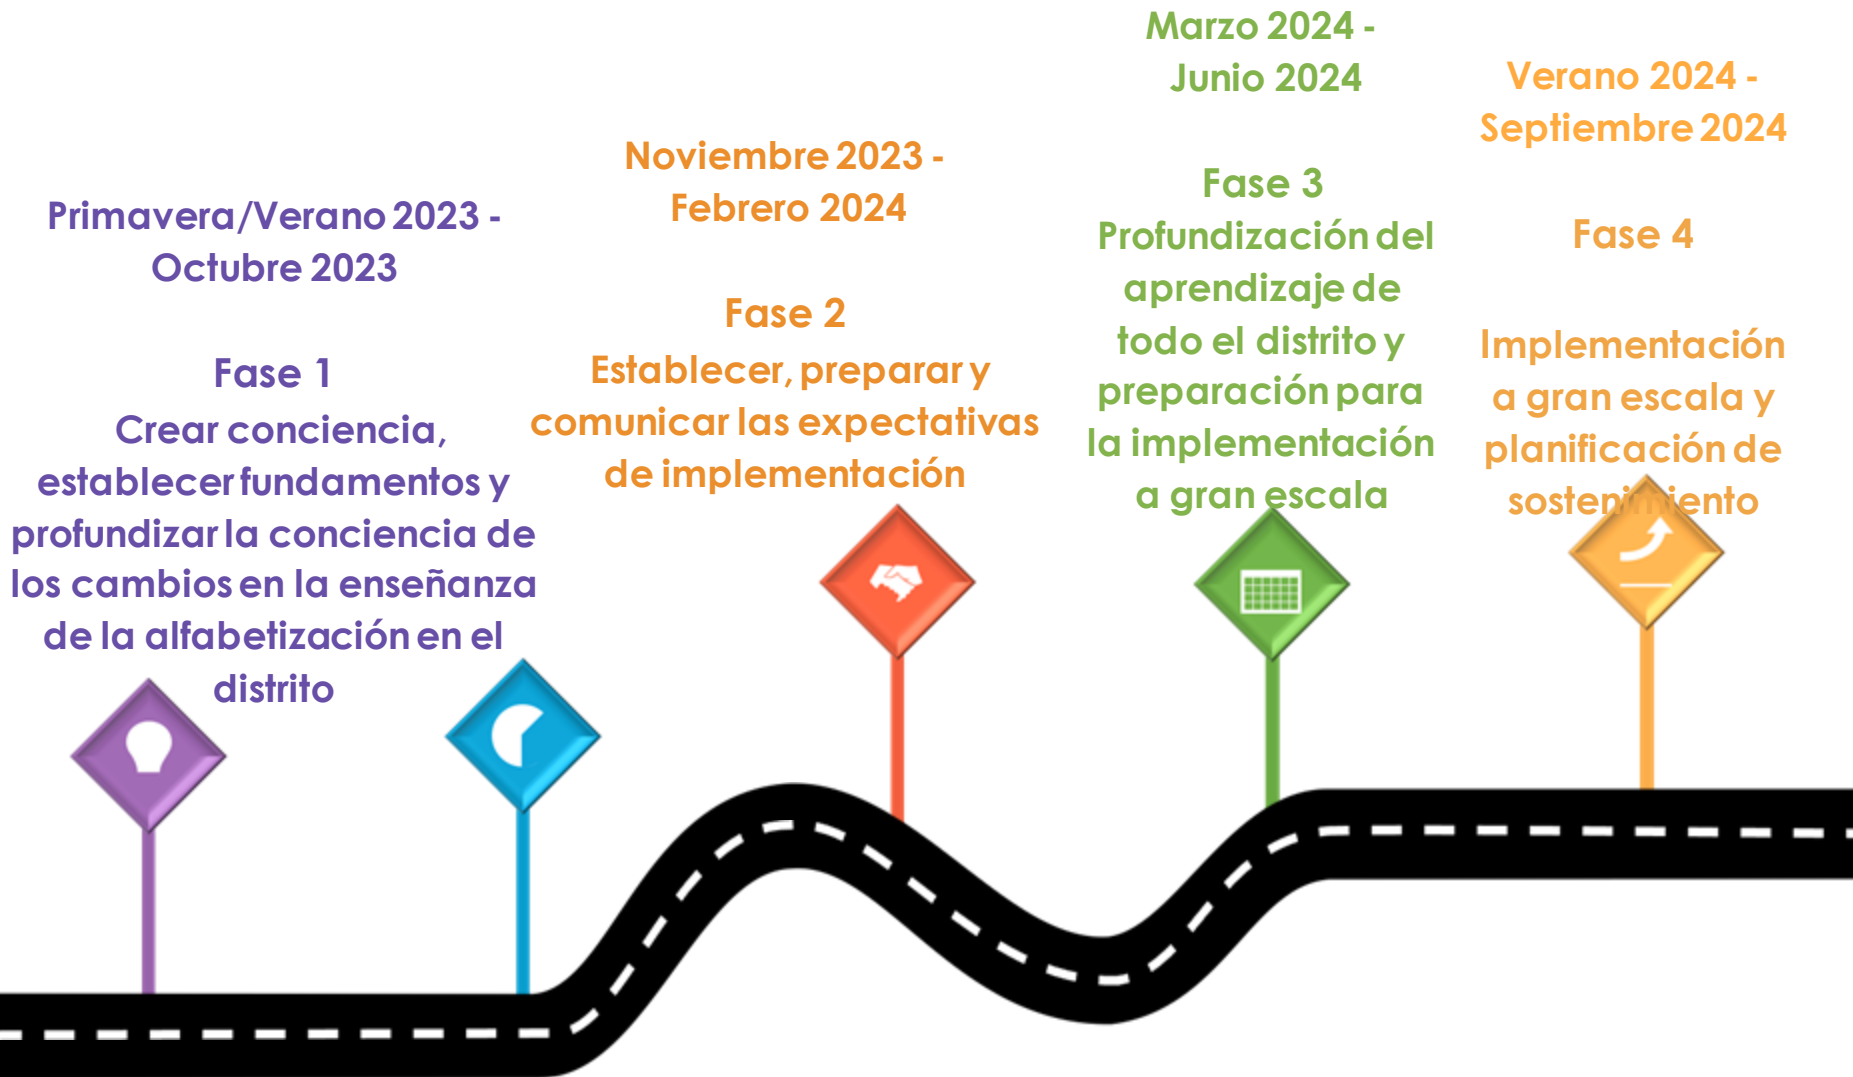 Primavera/Verano 2023 -
Octubre 2023
Fase 1
Crear conciencia,
establecer fundamentos y
profundizar la conciencia de
los cambios en la enseñanza
de la alfabetización en el
distrito
Noviembre 2023 -
Febrero 2024
Fase 2
Establecer, preparar y
comunicar las expectativas
de implementación
Marzo 2024 -
Junio 2024
Fase 3
Profundización del
aprendizaje de
todo el distrito y
preparación para
la implementación
a gran escala
Verano 2024 -
Septiembre 2024
Fase 4
Implementación
a gran escala y
planificación de
sostenimiento